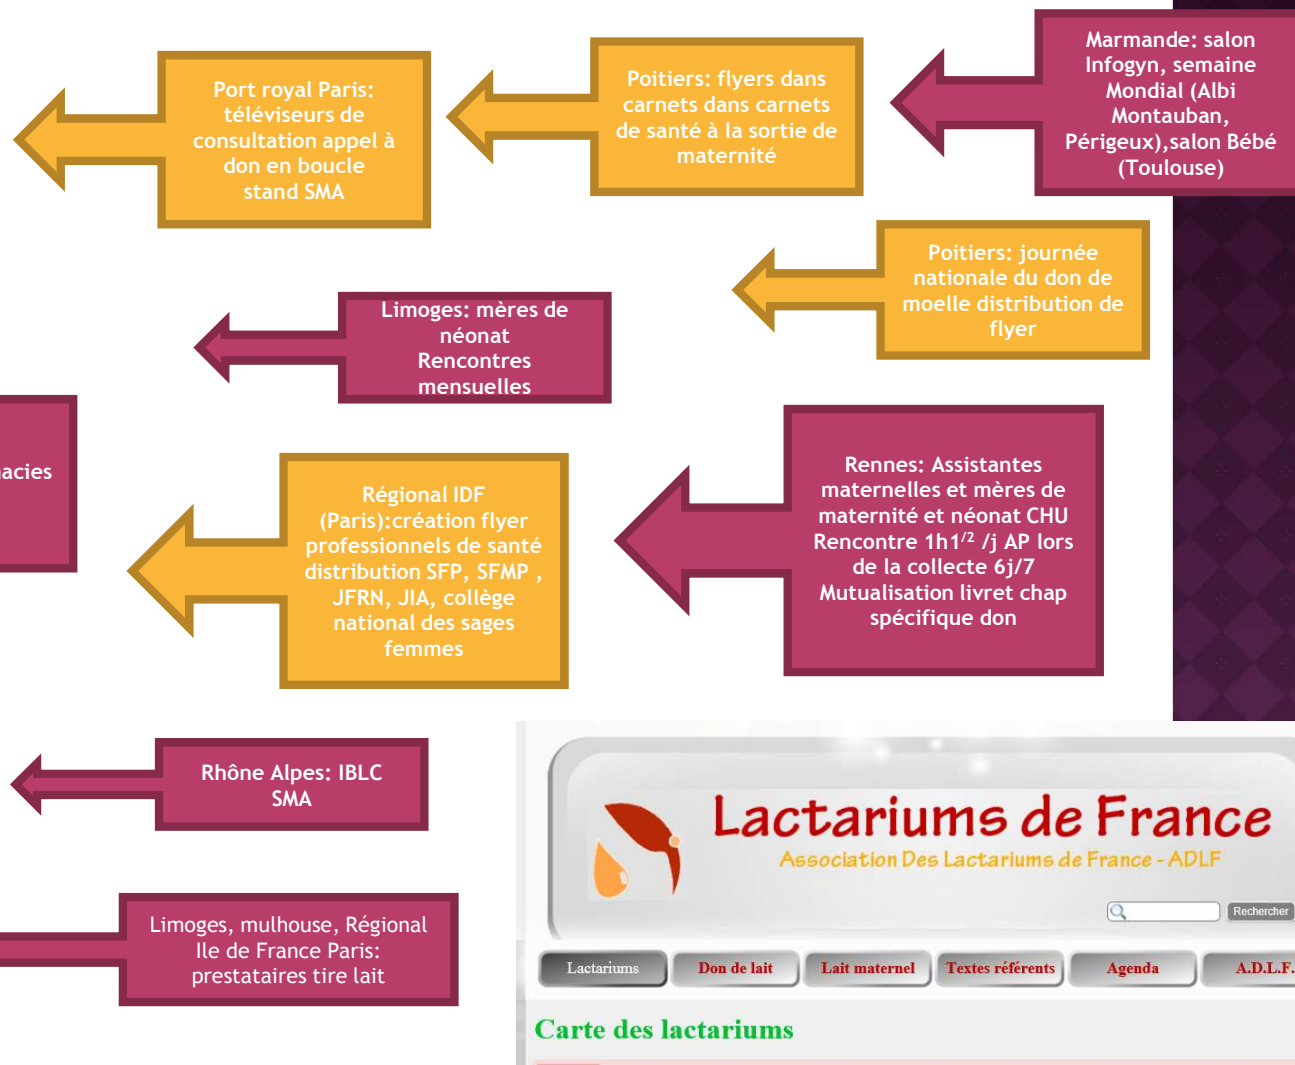 Port royal Paris:
téléviseurs de
consultation appel à
don en boucle
stand SMA
Poitiers: flyers dans
carnets dans carnets
de santé à la sortie de
maternité
Marmande: salon
Infogyn, semaine
Mondial (Albi
Montauban,
Périgeux),salon Bébé
(Toulouse)
Poitiers: journée
nationale du don de
moelle distribution de
flyer
Limoges: mères de
néonat
Rencontres
mensuelles
Régional IDF
(Paris):création flyer
professionnels de santé
distribution SFP, SFMP ,
JFRN, JIA, collège
national des sages
femmes
Rennes: Assistantes
maternelles et mères de
maternité et néonat CHU
Rencontre 1h1/2 /j AP lors
de la collecte 6j/7
Mutualisation livret chap
spécifique don
Rhône Alpes: IBLC
SMA
Limoges, mulhouse, Régional
Ile de France Paris:
prestataires tire lait
Lactariums de France
Association Des Lactariums de France - ADLF
Rechercher
Lactariums Don de lait Lait maternel Textes référents Agenda A.D.L.F.
Carte des lactariums